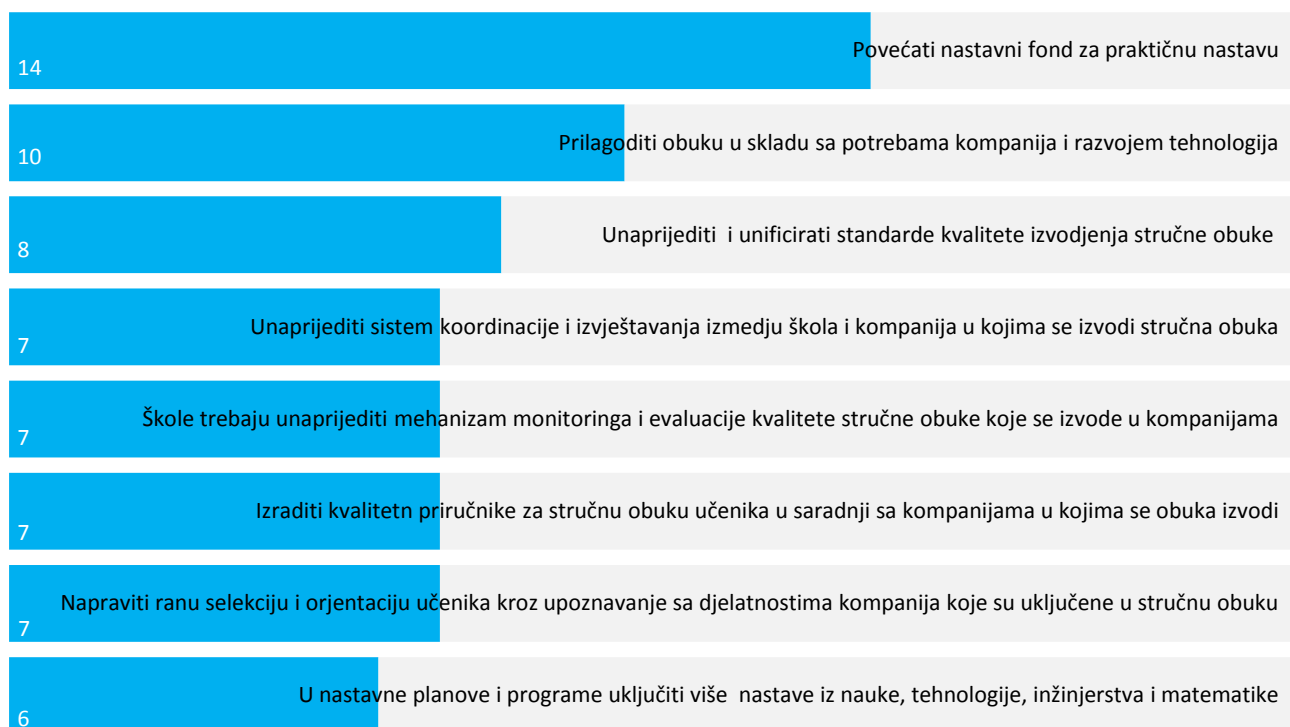 Povećati nastavni fond za praktičnu nastavu
14
Prilagoditi obuku u skladu sa potrebama kompanija i razvojem tehnologija
10
Unaprijediti i unificirati standarde kvalitete izvodjenja stručne obuke
8
Unaprijediti sistem koordinacije i izvještavanja izmedju škola i kompanija u kojima se izvodi stručna obuka
7
Škole trebaju unaprijediti mehanizam monitoringa i evaluacije kvalitete stručne obuke koje se izvode u kompanijama
7
Izraditi kvalitetn priručnike za stručnu obuku učenika u saradnji sa kompanijama u kojima se obuka izvodi
7
Napraviti ranu selekciju i orjentaciju učenika kroz upoznavanje sa djelatnostima kompanija koje su uključene u stručnu obuku
7
U nastavne planove i programe uključiti više nastave iz nauke, tehnologije, inžinjerstva i matematike
6